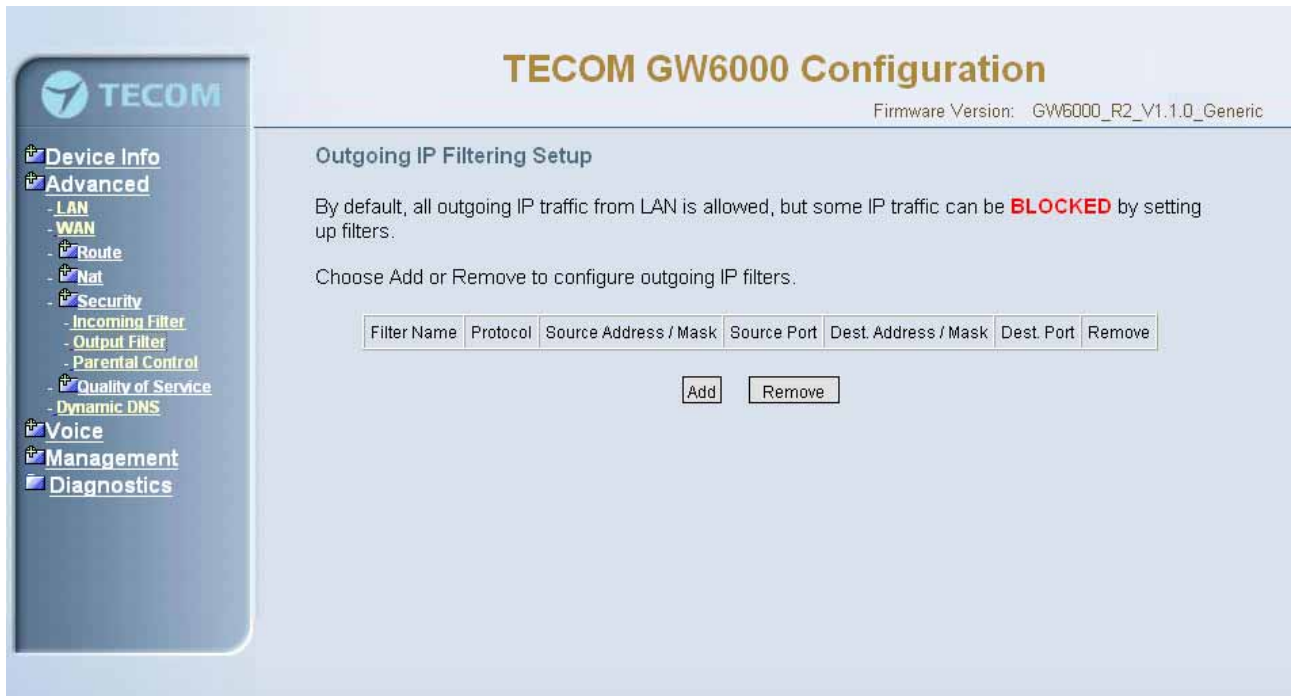 TECOM
TECOM GW6000 Configuration
Firmware Version: GW6000_R2_V1.1.0_Generic
Device Info
Advanced
- LAN
- WAN
- Route
- Nat
- Security
- Incoming Filter
- Output Filter
- Parental Control
- Quality of Service
- Dynamic DNS
Voice
Management
Diagnostics
Outgoing IP Filtering Setup
By default, all outgoing IP traffic from LAN is allowed, but some IP traffic can be BLOCKED by setting
up filters.
Choose Add or Remove to configure outgoing IP filters.
Filter Name Protocol Source Address / Mask Source Port Dest. Address / Mask Dest. Port Remove
Add Remove